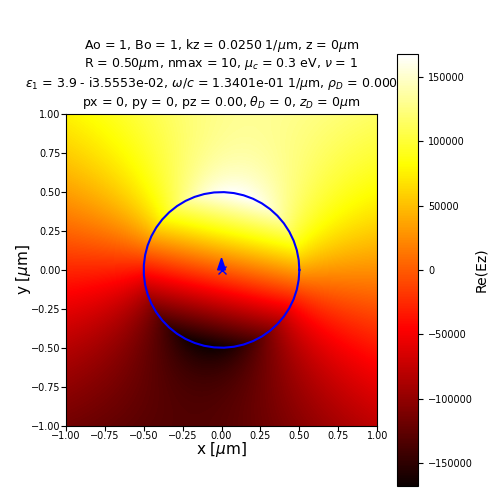 Ao = 1, Bo = 1, kz = 0.0250 1/μm, z = 0μm
R = 0.50μm, nmax = 10, μc = 0.3 eV, ν = 1
ε1 = 3.9 - i3.5553e-02, ω/c = 1.3401e-01 1/μm, ρD = 0.000
px = 0, py = 0, pz = 0.00, θD = 0, zD = 0μm
1.00
0.75
0.50
0.25
0.00
−0.25
−0.50
−0.75
−1.00
y [μm]
−1.00 −0.75 −0.50 −0.25 0.00 0.25 0.50 0.75 1.00
x [μm]
150000
100000
50000
0
−50000
−100000
−150000
Re(Ez)